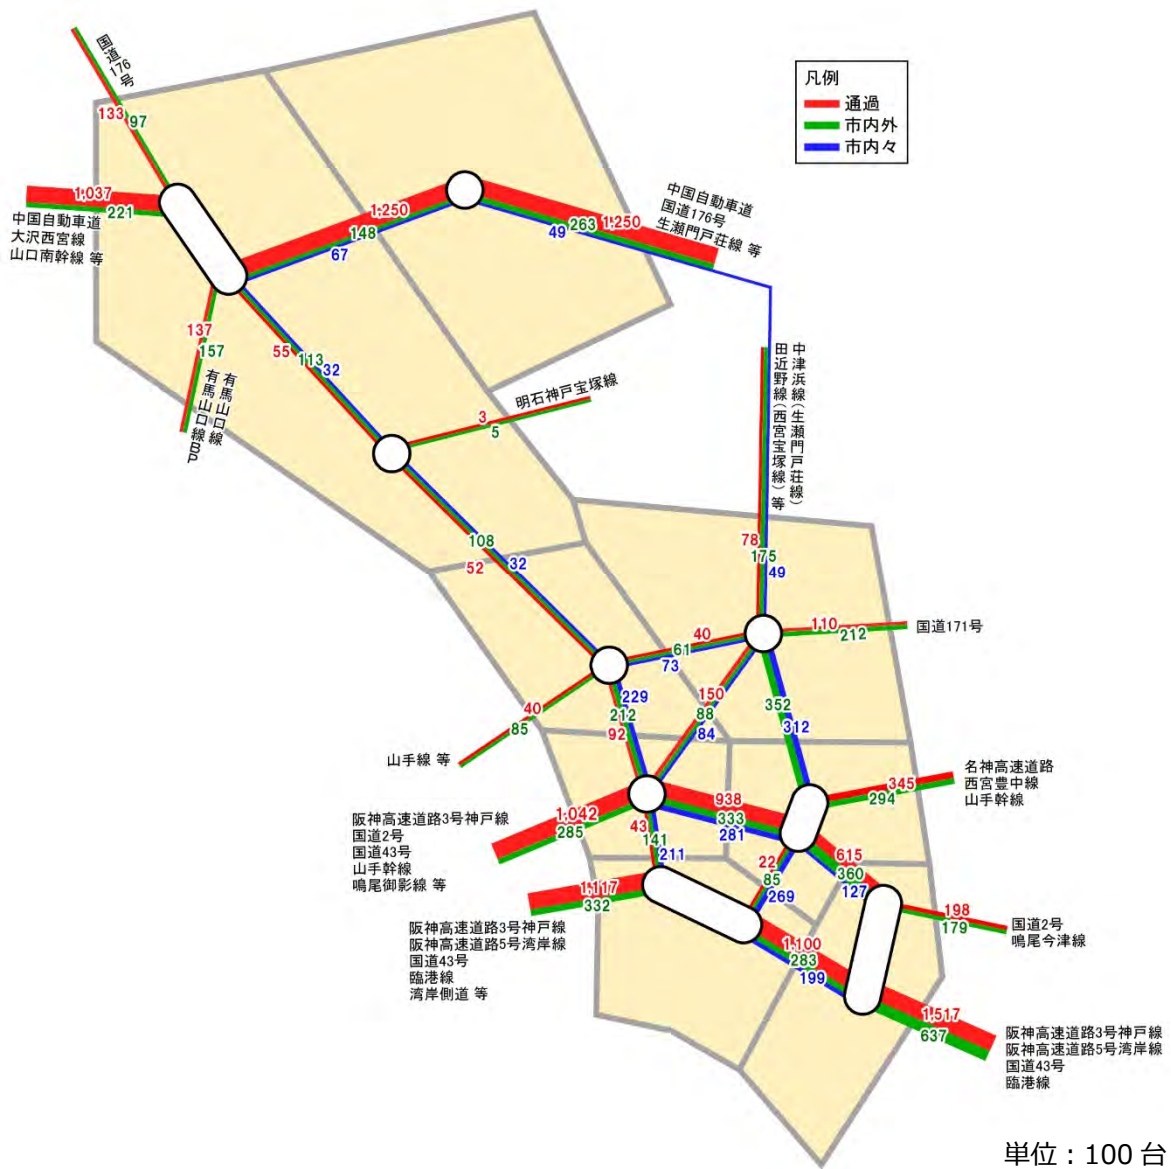 国道176号
133
97
凡例
通過
市内外
市内々
1,037
221
中国自動車道
大沢西宮線
山口南幹線 等
1,250
148
67
中国自動車道
国道176号
生瀬門戸荘線 等
1,250
263
49
137
157
有馬山口線
有馬山口線BP
55
113
32
明石神戸宝塚線
3
5
中津浜線(生瀬門戸荘線)
田近野線(西宮宝塚線) 等
108
52
32
78
175
49
40
61
73
110
212
国道171号
40
85
山手線 等
229
212
92
150
88
84
352
312
名神高速道路
西宮豊中線
山手幹線
345
294
阪神高速道路3号神戸線
国道2号
国道43号
山手幹線
鳴尾御影線 等
1,042
285
938
333
281
43
141
211
22
85
269
615
360
127
1,117
332
阪神高速道路3号神戸線
阪神高速道路5号湾岸線
国道43号
臨港線
湾岸側道 等
198
179
国道2号
鳴尾今津線
1,100
283
199
1,517
637
阪神高速道路3号神戸線
阪神高速道路5号湾岸線
国道43号
臨港線
単位：100 台